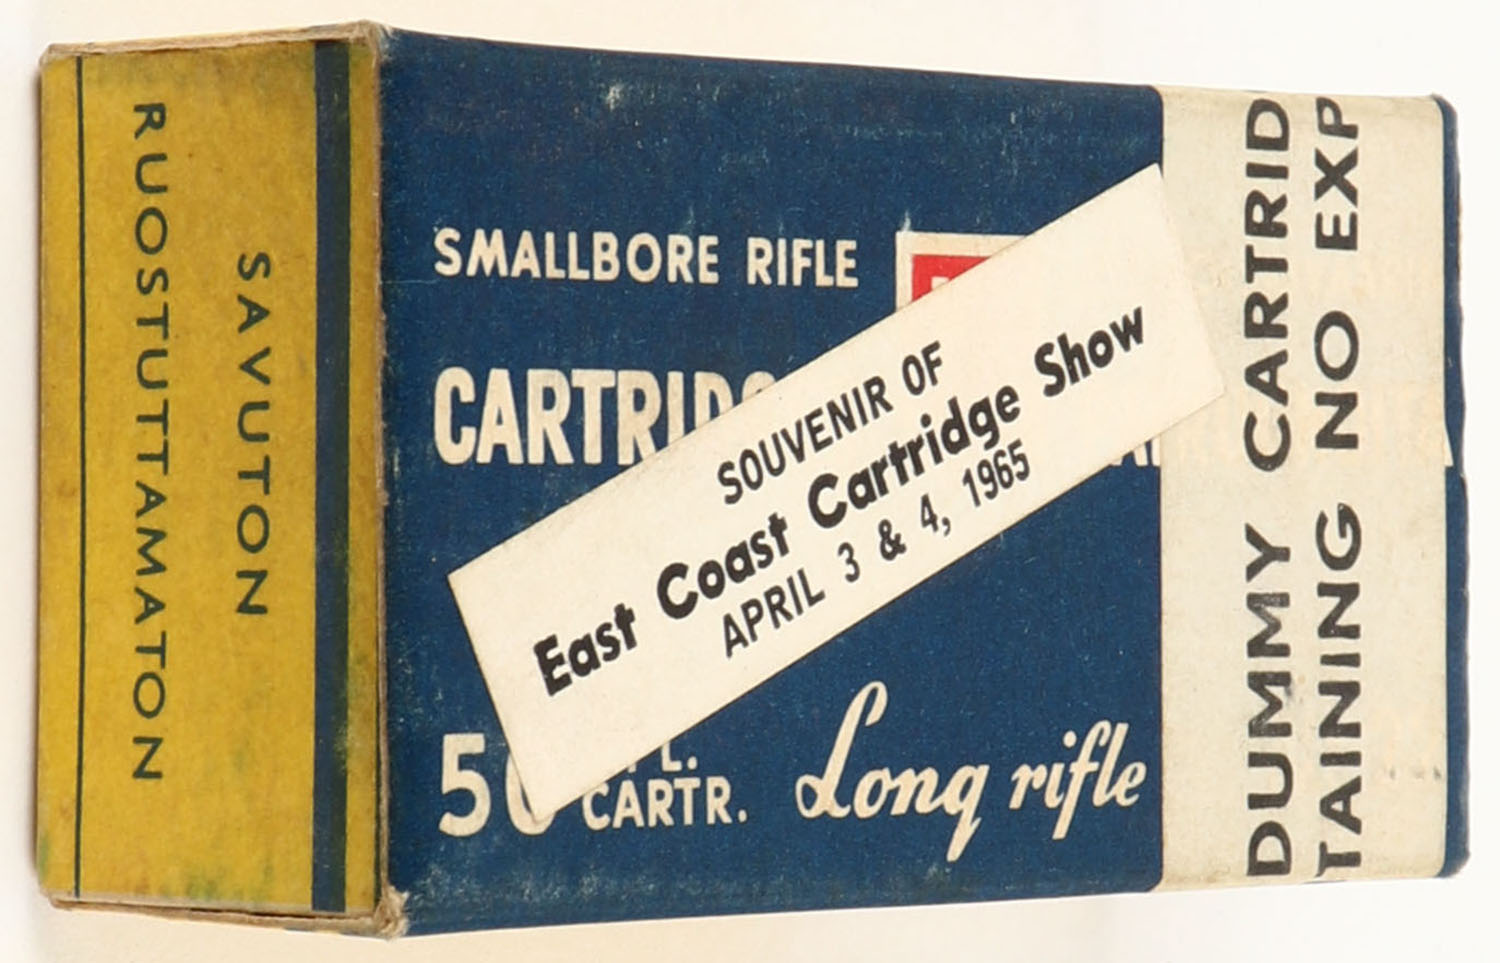 RUOSTUTTAMATON
SAVUTON
SMALLBORE RIFLE
SOUVENIR OF
East Coast Cartridge Show
APRIL 3 & 4, 1965
CARTR.
Long rifle
DUMMY CARTRID
TAINING NO EXP